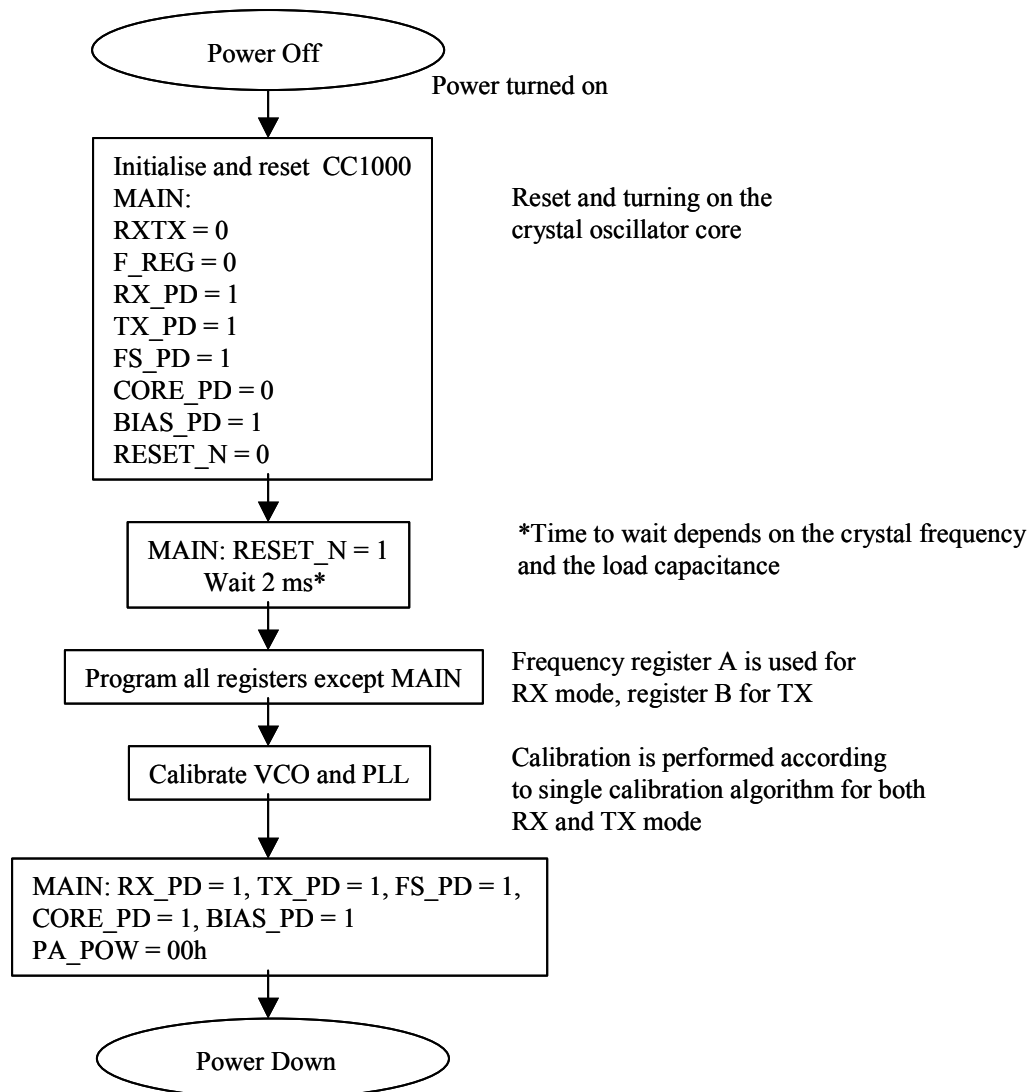 Power Off
Power turned on
Initialise and reset CC1000
MAIN:
RXTX = 0
F_REG = 0
RX_PD = 1
TX_PD = 1
FS_PD = 1
CORE_PD = 0
BIAS_PD = 1
RESET_N = 0
Reset and turning on the
crystal oscillator core
MAIN: RESET_N = 1
Wait 2 ms*
*Time to wait depends on the crystal frequency
and the load capacitance
Program all registers except MAIN
Frequency register A is used for
RX mode, register B for TX
Calibrate VCO and PLL
Calibration is performed according
to single calibration algorithm for both
RX and TX mode
MAIN: RX_PD = 1, TX_PD = 1, FS_PD = 1,
CORE_PD = 1, BIAS_PD = 1
PA_POW = 00h
Power Down